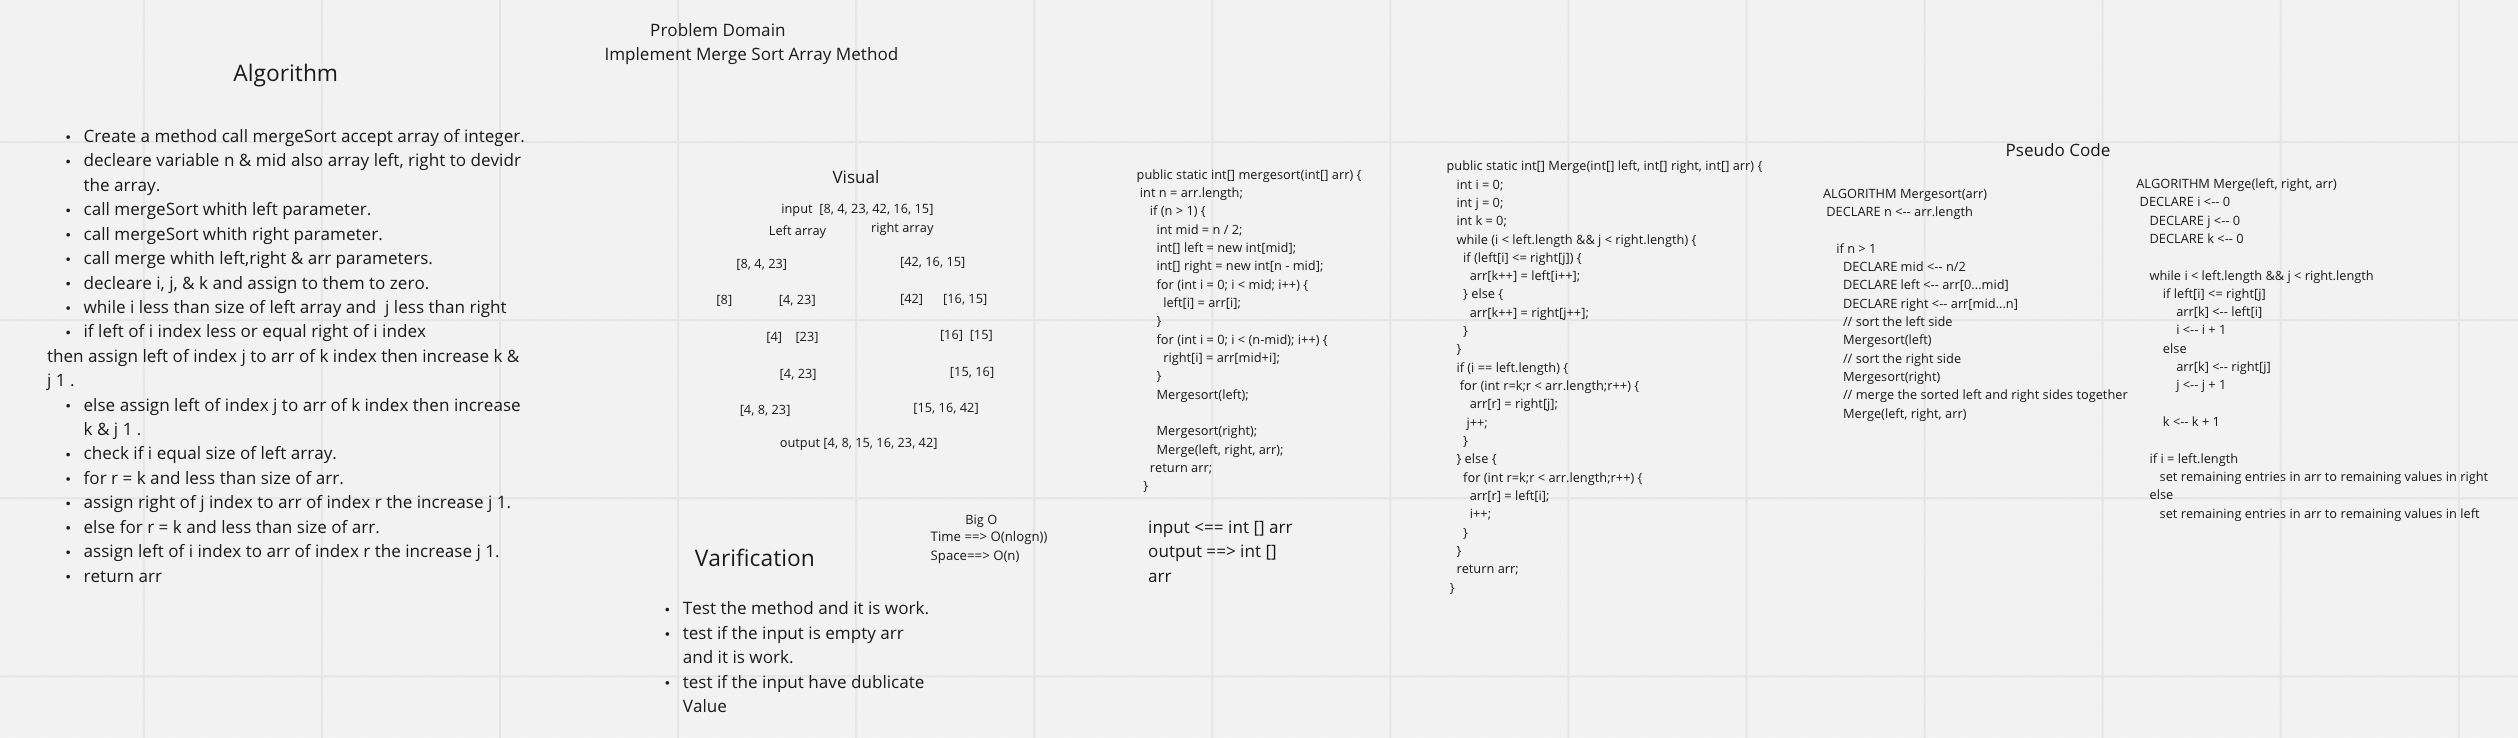 Problem Domain
Implement Merge Sort Array Method
Algorithm
• Create a method call mergeSort accept array of integer.
• decleare variable n & mid also array left, right to devidr
the array.
• call mergeSort whith left parameter.
• call mergeSort whith right parameter.
• call merge whith left,right & arr parameters.
• decleare i, j, & k and assign to them to zero.
• while i less than size of left array and  j less than right
• if left of i index less or equal right of i index
then assign left of index j to arr of k index then increase k &
j 1 .
• else assign left of index j to arr of k index then increase
k & j 1 .
• check if i equal size of left array.
• for r = k and less than size of arr.
• assign right of j index to arr of index r the increase j 1.
• else for r = k and less than size of arr.
• assign left of i index to arr of index r the increase j 1.
• return arr
Visual
input  [8, 4, 23, 42, 16, 15]
Left array right array
[8, 4, 23] [42, 16, 15]
[8] [4, 23] [42] [16, 15]
[4] [23] [16] [15]
[4, 23] [15, 16]
[4, 8, 23] [15, 16, 42]
output [4, 8, 15, 16, 23, 42]
Big O
Time ==> O(nlogn))
Space==> O(n)
Varification
• Test the method and it is work.
• test if the input is empty arr
and it is work.
• test if the input have dublicate
Value
public static int[] mergesort(int[] arr) {
int n = arr.length;
if (n > 1) {
int mid = n / 2;
int[] left = new int[mid];
int[] right = new int[n - mid];
for (int i = 0; i < mid; i++) {
left[i] = arr[i];
}
for (int i = 0; i < (n-mid); i++) {
right[i] = arr[mid+i];
}
Mergesort(left);
Mergesort(right);
Merge(left, right, arr);
return arr;
}
input <== int [] arr
output ==> int []
arr
public static int[] Merge(int[] left, int[] right, int[] arr) {
int i = 0;
int j = 0;
int k = 0;
while (i < left.length && j < right.length) {
if (left[i] <= right[j]) {
arr[k++] = left[i++];
} else {
arr[k++] = right[j++];
}
}
if (i == left.length) {
for (int r=k;r < arr.length;r++) {
arr[r] = right[j];
j++;
}
} else {
for (int r=k;r < arr.length;r++) {
arr[r] = left[i];
i++;
}
}
return arr;
}
Pseudo Code
ALGORITHM Mergesort(arr)
DECLARE n <-- arr.length
if n > 1
DECLARE mid <-- n/2
DECLARE left <-- arr[0...mid]
DECLARE right <-- arr[mid...n]
// sort the left side
Mergesort(left)
// sort the right side
Mergesort(right)
// merge the sorted left and right sides together
Merge(left, right, arr)
ALGORITHM Merge(left, right, arr)
DECLARE i <-- 0
DECLARE j <-- 0
DECLARE k <-- 0
while i < left.length && j < right.length
if left[i] <= right[j]
arr[k] <-- left[i]
i <-- i + 1
else
arr[k] <-- right[j]
j <-- j + 1
k <-- k + 1
if i = left.length
set remaining entries in arr to remaining values in right
else
set remaining entries in arr to remaining values in left